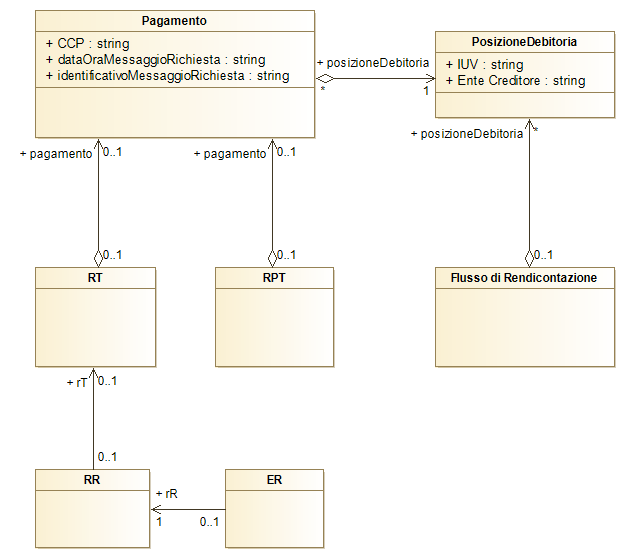 Pagamento
+ CCP : string
+ dataOraMessaggioRichiesta : string
+ identificativoMessaggioRichiesta : string
+ posizioneDebitoria
*
1
PosizioneDebitoria
+ IUV : string
+ Ente Creditore : string
+ pagamento
0..1
+ pagamento
0..1
+ posizioneDebitoria
*
0..1
0..1
0..1
RT
RPT
Flusso di Rendicontazione
+ rT
0..1
0..1
RR
+ rR
1
0..1
ER